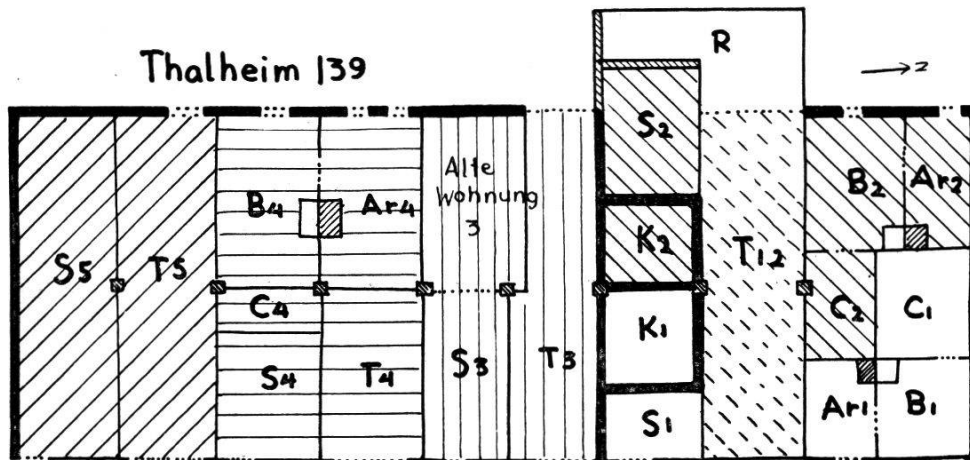 R
Thalheim 139
z
S2
Alte
Wohnung
3
B4
Ar4
B2
Ar2
K2
T12
S5
T5
C4
C2
C1
K1
S4
T4
S3
T3
S1
Ar1
B1